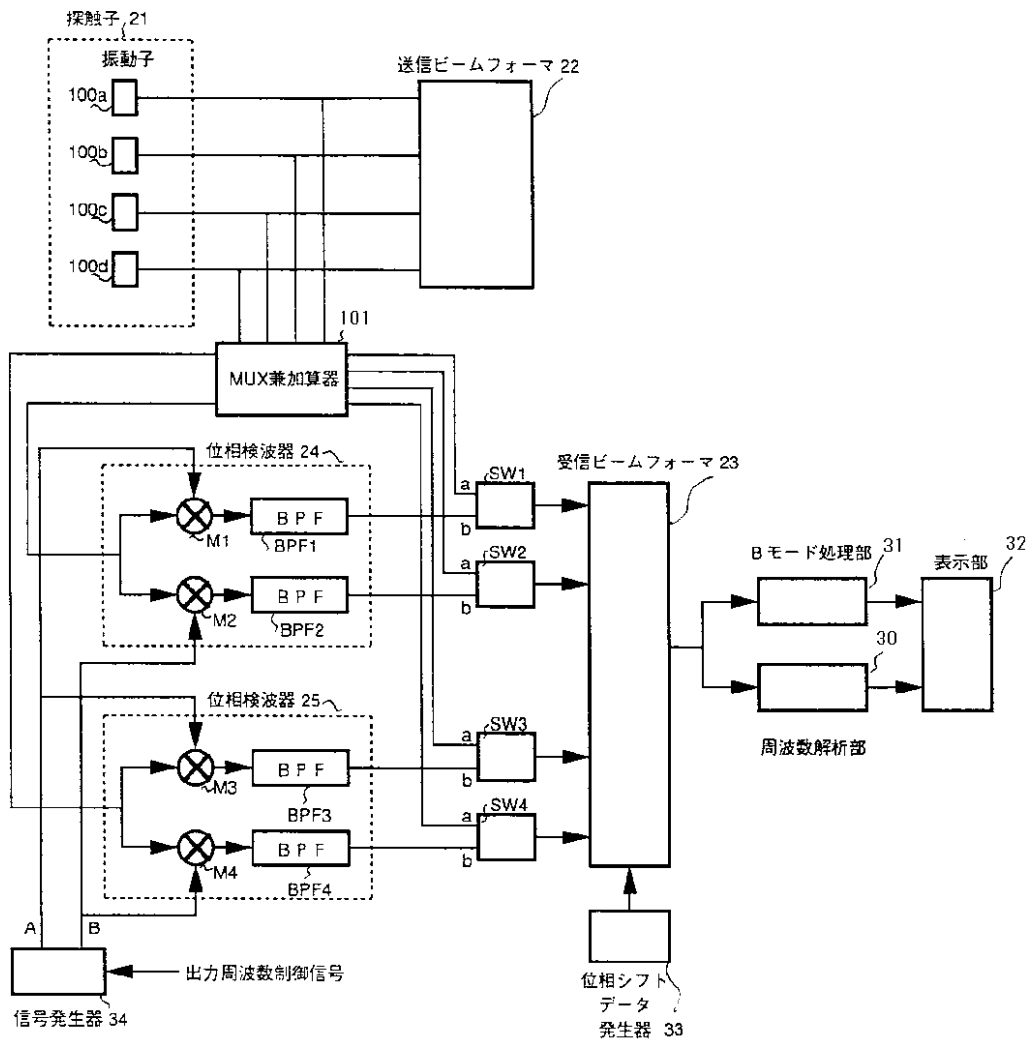 探触子 21
振動子
100a
100b
100c
100d
送信ビームフォーマ 22
101
MUX兼加算器
位相検波器 24
M1
BPF
BPF1
M2
BPF
BPF2
位相検波器 25
M3
BPF
BPF3
M4
BPF
BPF4
a
SW1
b
a
SW2
b
a
SW3
b
a
SW4
b
受信ビームフォーマ 23
Bモード処理部
31
表示部
32
30
周波数解析部
位相シフト
データ
発生器 33
A
B
出力周波数制御信号
信号発生器 34